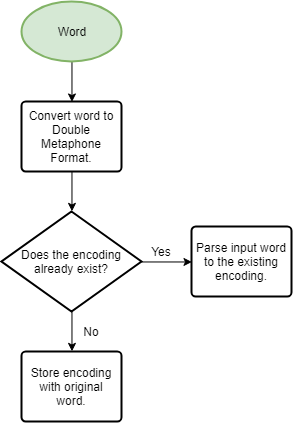 Word
Convert word to
Double
Metaphone
Format.
Does the encoding
already exist?
Yes
Parse input word
to the existing
encoding.
No
Store encoding
with original
word.